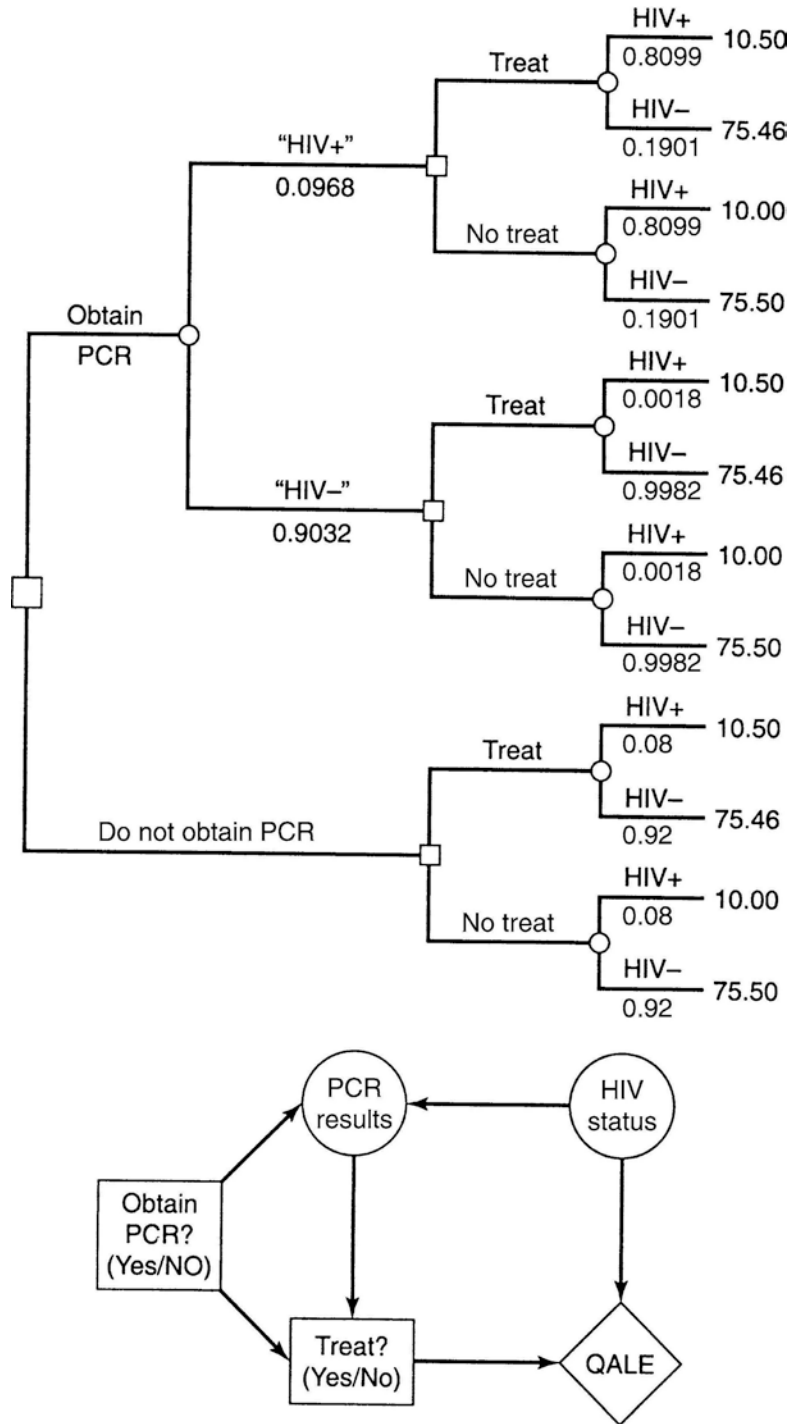 HIV+
10.50
0.8099
Treat
HIV–
75.46
0.1901
“HIV+”
0.0968
HIV+
10.00
0.8099
No treat
HIV–
75.50
0.1901
Obtain
PCR
HIV+
10.50
0.0018
Treat
HIV–
75.46
0.9982
“HIV–”
0.9032
HIV+
10.00
0.0018
No treat
HIV–
75.50
0.9982
HIV+
10.50
0.08
Treat
HIV–
75.46
0.92
Do not obtain PCR
HIV+
10.00
0.08
No treat
HIV–
75.50
0.92
PCR
results
HIV
status
Obtain
PCR?
(Yes/NO)
Treat?
(Yes/No)
QALE